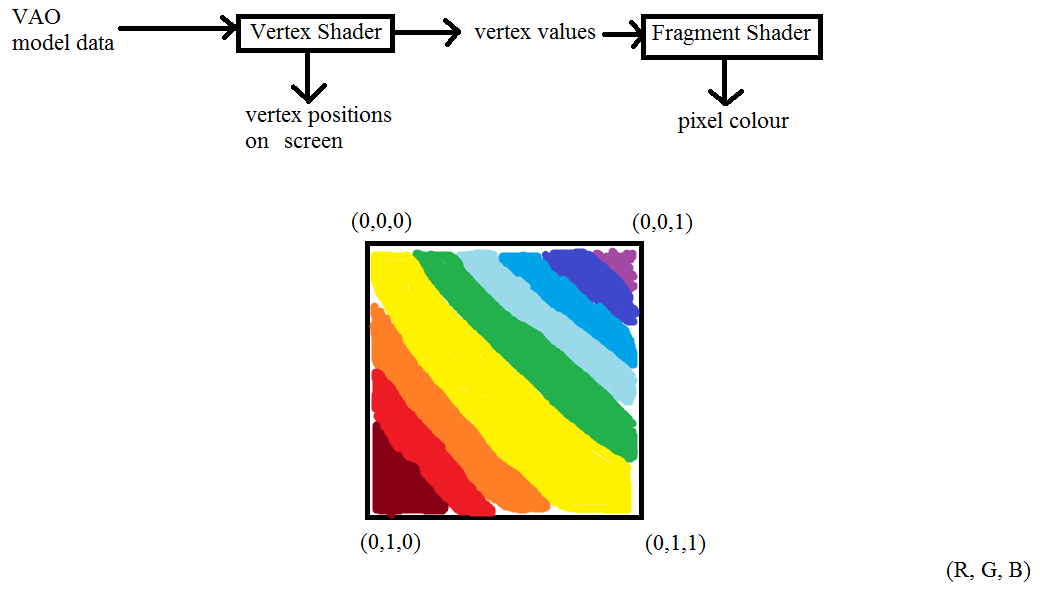 VAO
model data
Vertex Shader
vertex values
Fragment Shader
vertex positions
on screen
pixel colour
(0,0,0)
(0,0,1)
(0,1,0)
(0,1,1)
(R, G, B)